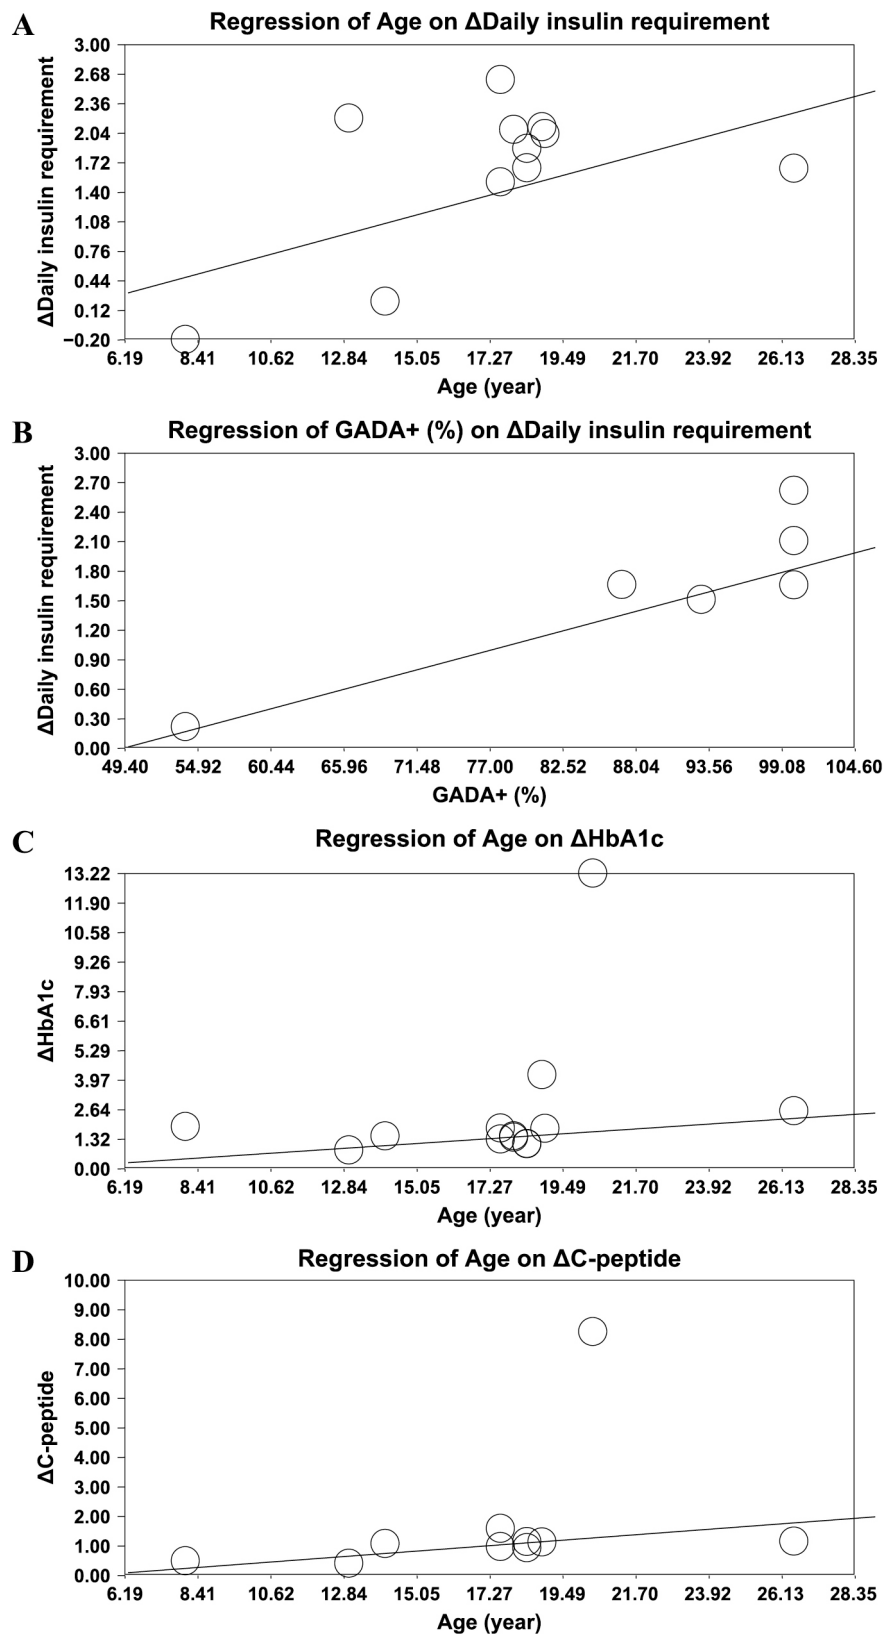 A
Regression of Age on ΔDaily insulin requirement
ΔDaily insulin requirement
3.00
2.68
2.36
2.04
1.72
1.40
1.08
0.76
0.44
0.12
−0.20
6.19 8.41 10.62 12.84 15.05 17.27 19.49 21.70 23.92 26.13 28.35
Age (year)
B
Regression of GADA+ (%) on ΔDaily insulin requirement
ΔDaily insulin requirement
3.00
2.70
2.40
2.10
1.80
1.50
1.20
0.90
0.60
0.30
0.00
49.40 54.92 60.44 65.96 71.48 77.00 82.52 88.04 93.56 99.08 104.60
GADA+ (%)
C
Regression of Age on ΔHbA1c
ΔHbA1c
13.22
11.90
10.58
9.26
7.93
6.61
5.29
3.97
2.64
1.32
0.00
6.19 8.41 10.62 12.84 15.05 17.27 19.49 21.70 23.92 26.13 28.35
Age (year)
D
Regression of Age on ΔC-peptide
ΔC-peptide
10.00
9.00
8.00
7.00
6.00
5.00
4.00
3.00
2.00
1.00
0.00
6.19 8.41 10.62 12.84 15.05 17.27 19.49 21.70 23.92 26.13 28.35
Age (year)